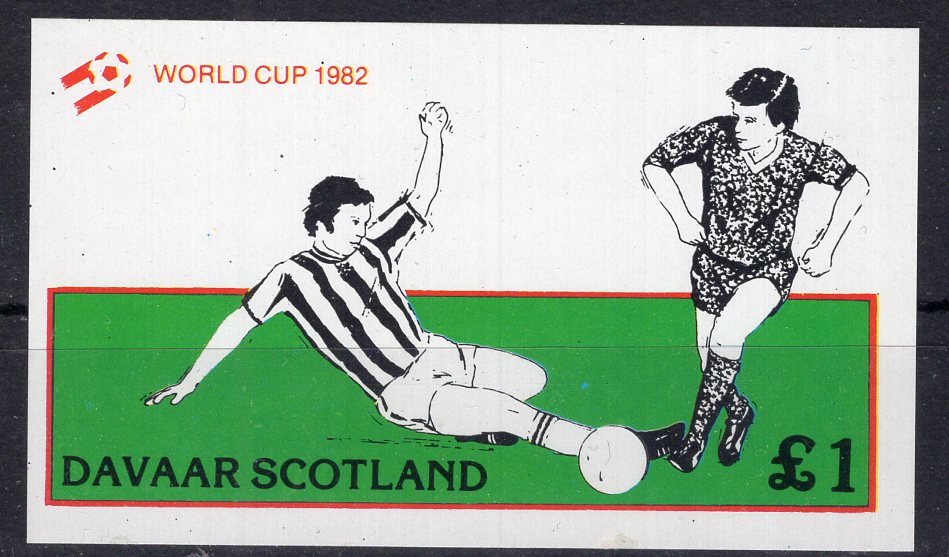 WORLD CUP 1982
DAVAAR SCOTLAND
£1